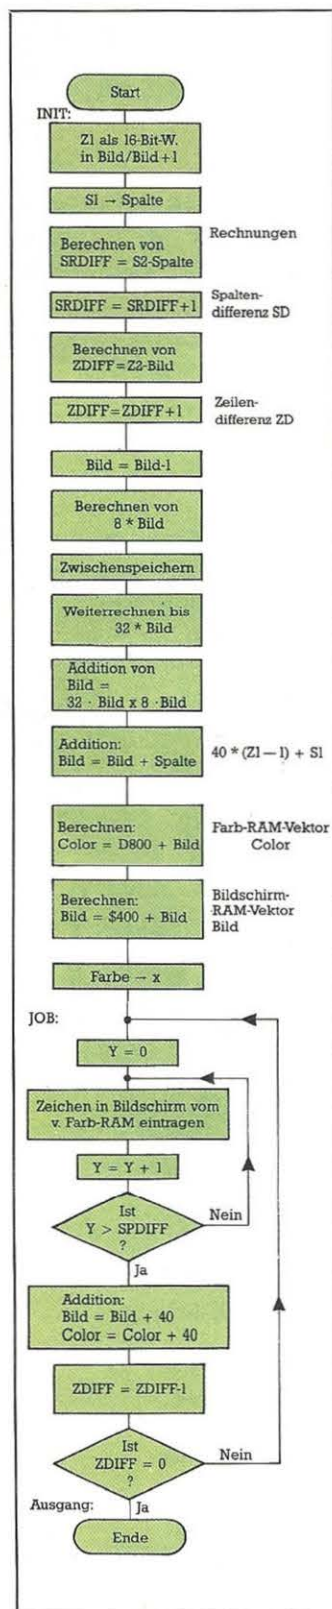 Start
INIT:
Z1 als 16-Bit-W.
in Bild/Bild+1
S1 → Spalte
Berechnen von
SRDIFF = S2-Spalte
Rechnungen
SRDIFF = SRDIFF+1
Spalten-
differenz SD
Berechnen von
ZDIFF=Z2-Bild
ZDIFF=ZDIFF+1
Zeilen-
differenz ZD
Bild = Bild-1
Berechnen von
8 * Bild
Zwischenspeichern
Weiterrechnen bis
32 * Bild
Addition von
Bild =
32 · Bild x 8 · Bild
Addition:
Bild = Bild + Spalte
40 * (Z1—1) + S1
Berechnen:
Color = D800 + Bild
Farb-RAM-Vektor
Color
Berechnen:
Bild = $400 + Bild
Bildschirm-
-RAM-Vektor
Bild
Farbe → x
JOB:
Y = 0
Zeichen in Bildschirm vom
v. Farb-RAM eintragen
Y = Y + 1
Ist
Y > SPDIFF
?
Nein
Ja
Addition:
Bild = Bild + 40
Color = Color + 40
ZDIFF = ZDIFF-1
Ist
ZDIFF = 0
?
Nein
Ausgang:
Ja
Ende